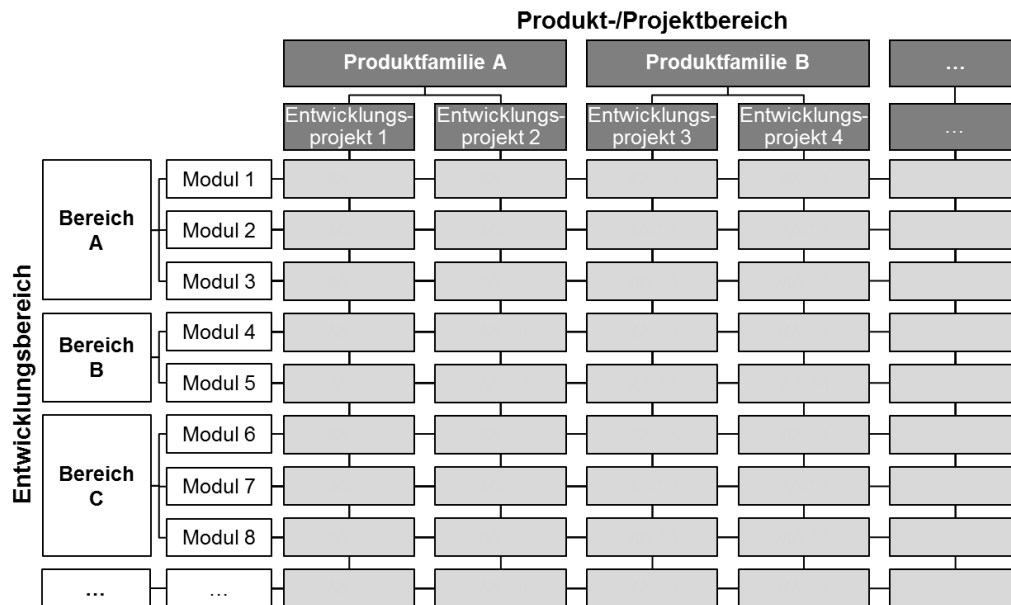 Produkt-/Projektbereich
Produktfamilie A
Produktfamilie B
...
Entwicklungs-
projekt 1
Entwicklungs-
projekt 2
Entwicklungs-
projekt 3
Entwicklungs-
projekt 4
...
Entwicklungsbereich
Bereich
A
Modul 1
Modul 2
Modul 3
Bereich
B
Modul 4
Modul 5
Bereich
C
Modul 6
Modul 7
Modul 8
...
...